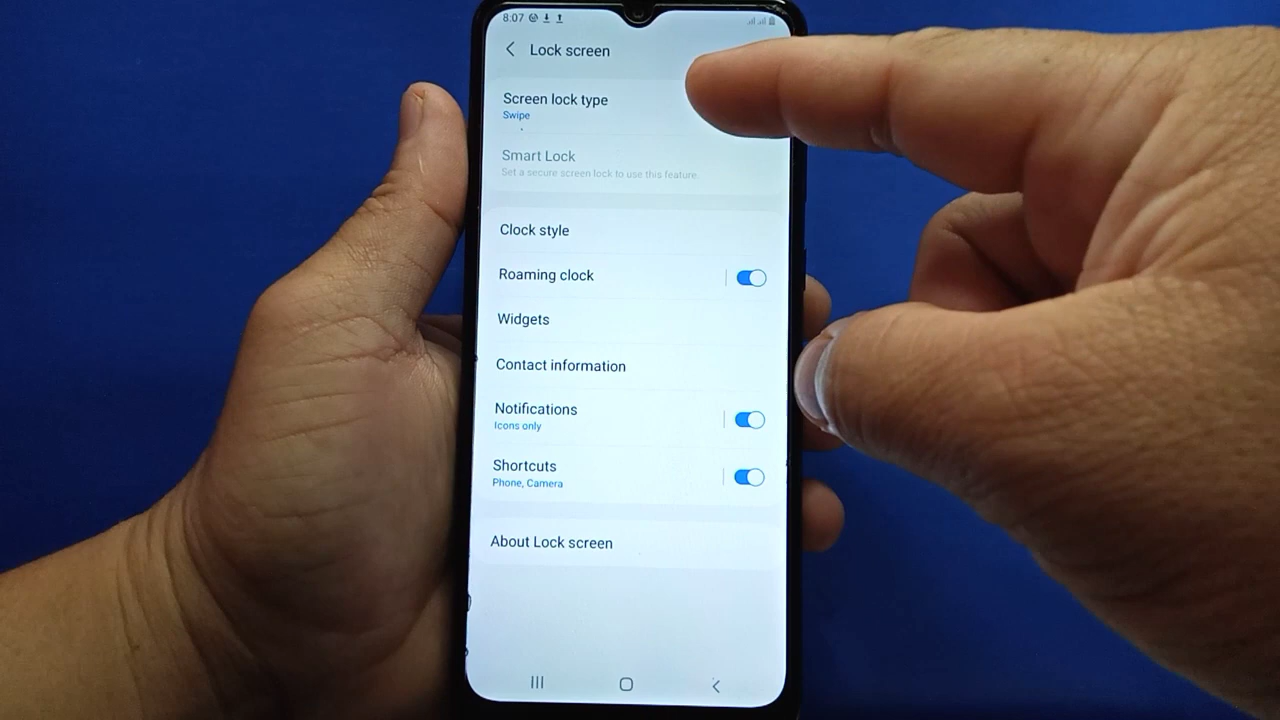 8:07
Lock screen
Screen lock type
Swipe
Smart Lock
Set a secure screen lock to use this feature.
Clock style
Roaming clock
Widgets
Contact information
Notifications
Icons only
Shortcuts
Phone, Camera
About Lock screen